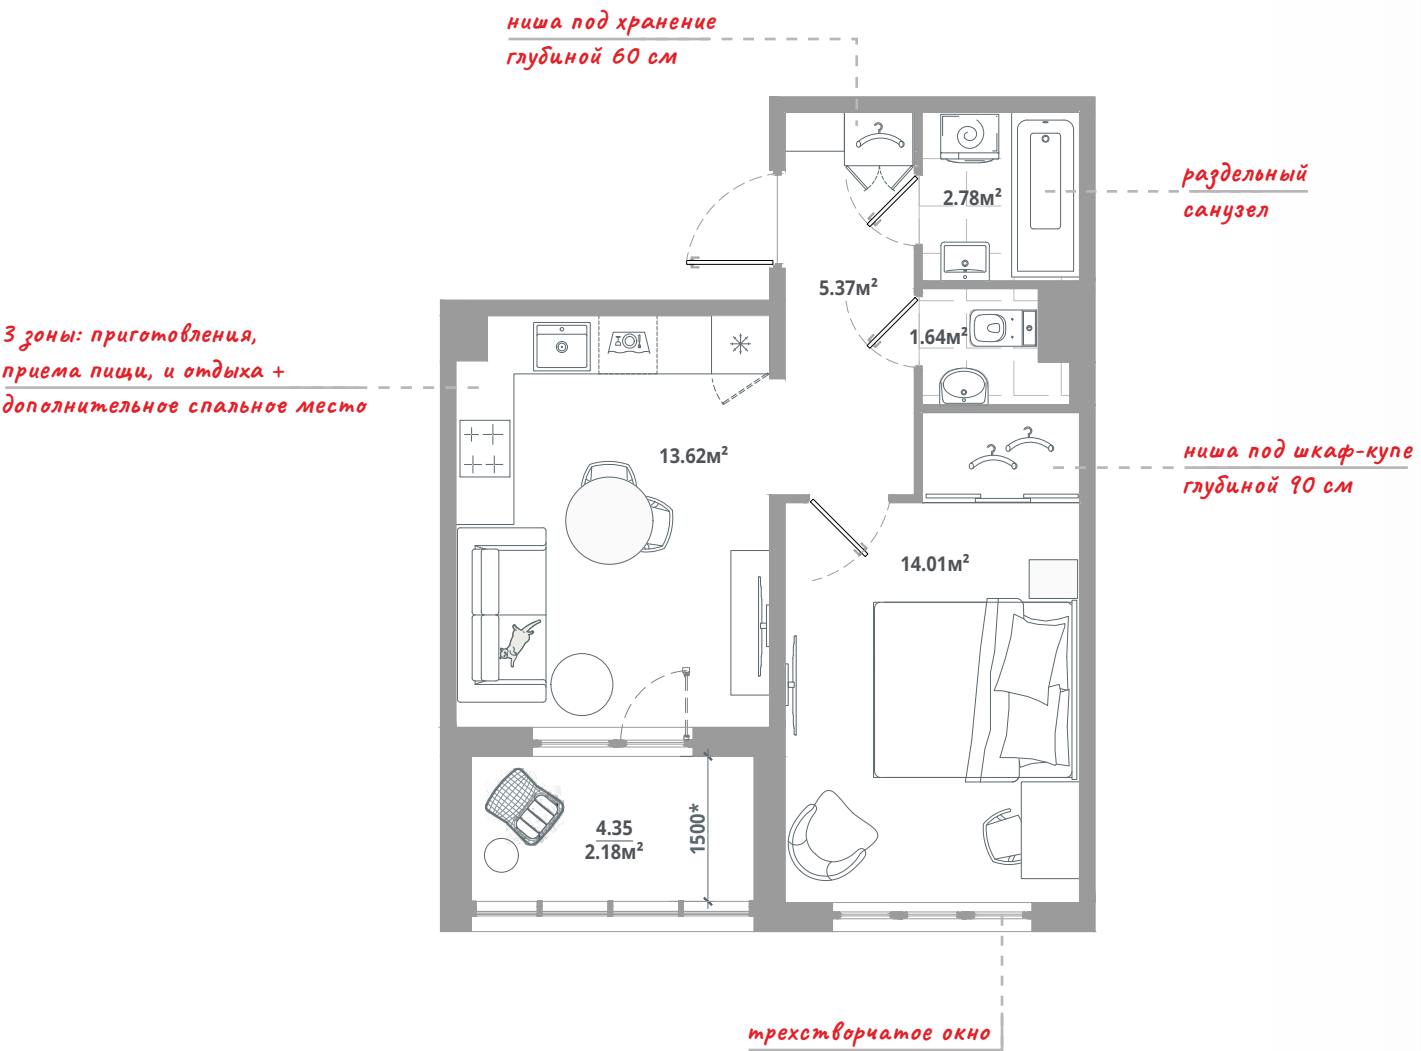 ниша под хранение
глубиной 60 см
раздельный
санузел
2.78м²
5.37м²
1.64м²
3 зоны: приготовления,
приема пищи, и отдыха +
дополнительное спальное место
13.62м²
ниша под шкаф-купе
глубиной 90 см
14.01м²
4.35
2.18м²
1500*
трехстворчатое окно